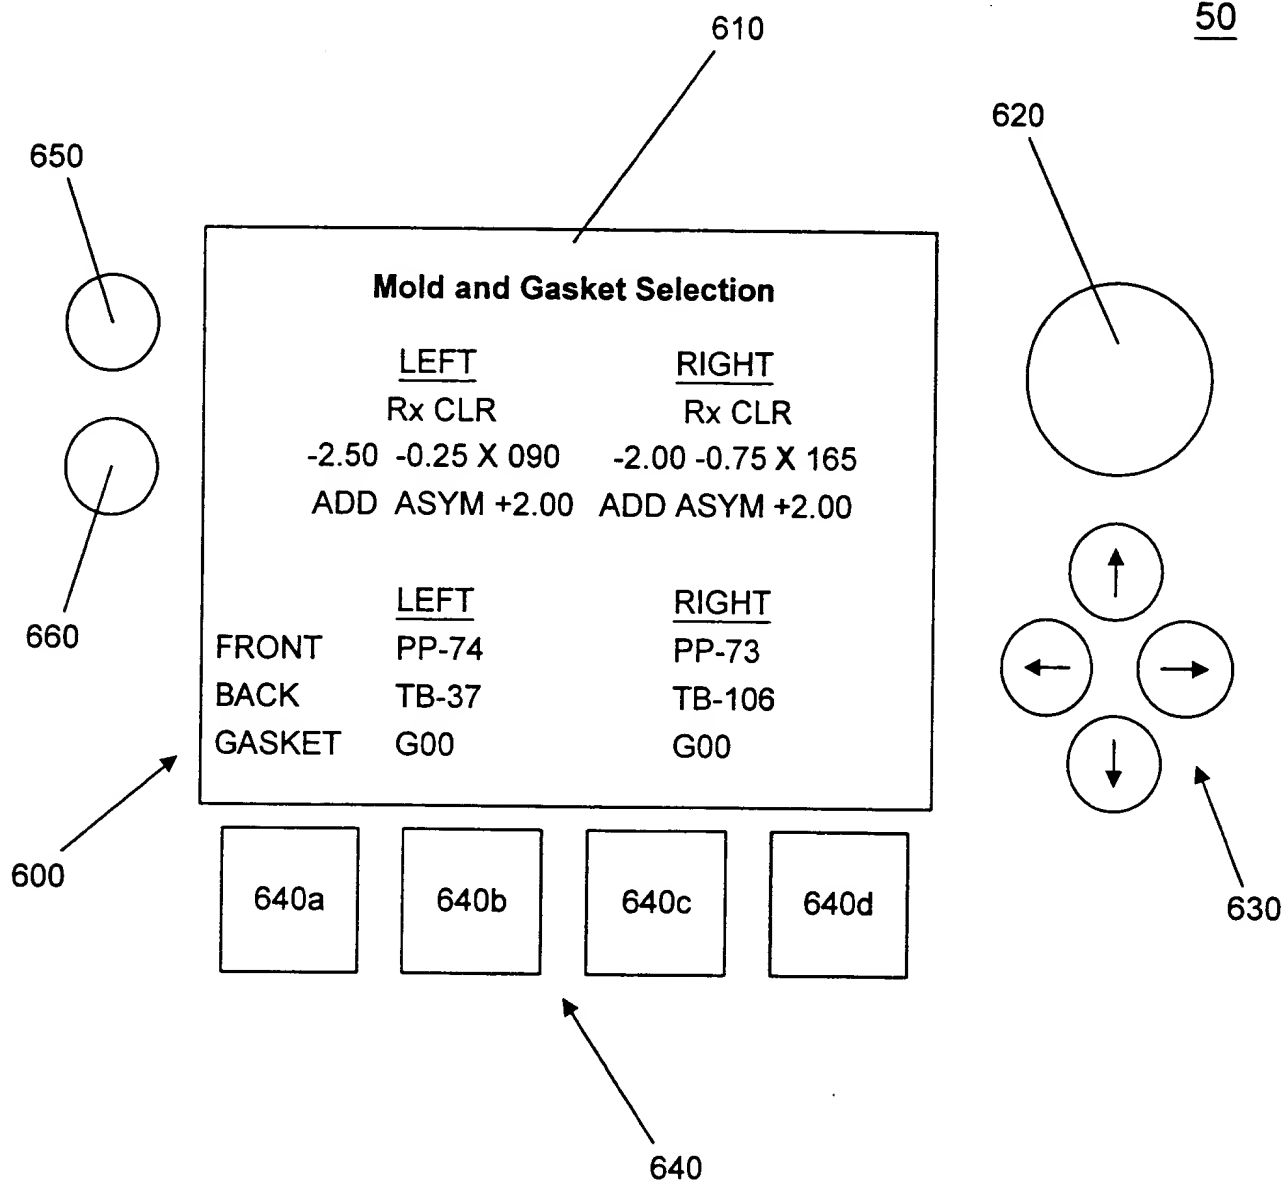 50
610
620
650
Mold and Gasket Selection
LEFT RIGHT
Rx CLR Rx CLR
-2.50 -0.25 X 090 -2.00 -0.75 X 165
ADD ASYM +2.00 ADD ASYM +2.00
LEFT RIGHT
660
FRONT PP-74 PP-73
BACK TB-37 TB-106
GASKET G00 G00
600
640a 640b 640c 640d
630
640